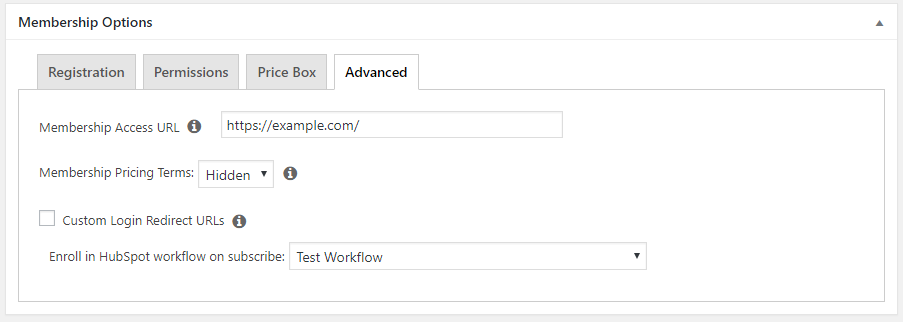 Membership Options
Registration Permissions Price Box Advanced
Membership Access URL https://example.com/
Membership Pricing Terms: Hidden
Custom Login Redirect URLs
Enroll in HubSpot workflow on subscribe: Test Workflow